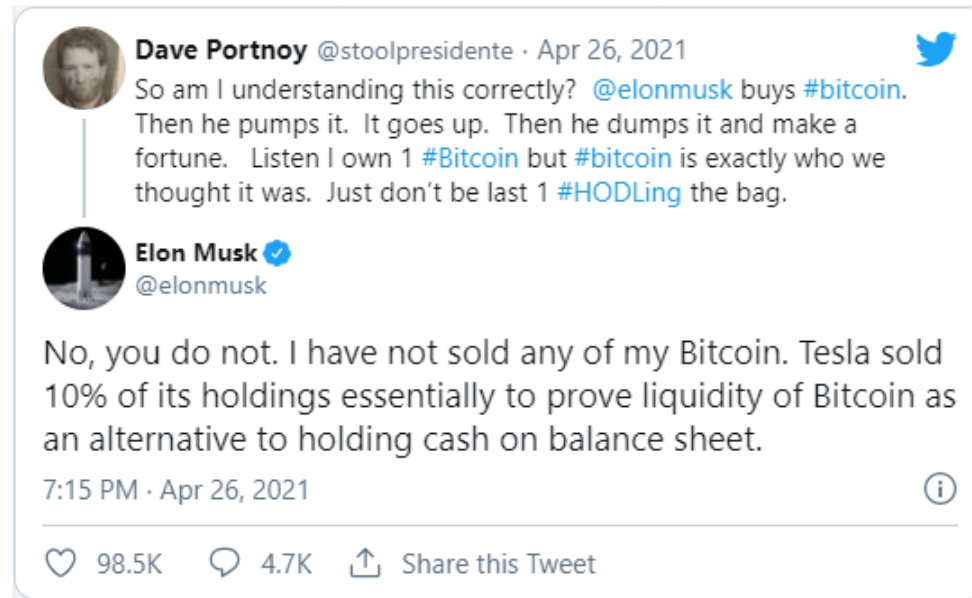 Dave Portnoy @stoolpresidente · Apr 26, 2021
So am I understanding this correctly? @elonmusk buys #bitcoin.
Then he pumps it. It goes up. Then he dumps it and make a
fortune. Listen I own 1 #Bitcoin but #bitcoin is exactly who we
thought it was. Just don't be last 1 #HODLing the bag.
Elon Musk
@elonmusk
No, you do not. I have not sold any of my Bitcoin. Tesla sold
10% of its holdings essentially to prove liquidity of Bitcoin as
an alternative to holding cash on balance sheet.
7:15 PM · Apr 26, 2021
98.5K 4.7K Share this Tweet